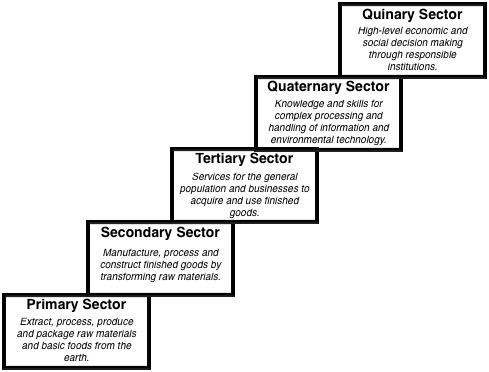 Quinary Sector
High-level economic and
social decision making
through responsible
institutions.
Quaternary Sector
Knowledge and skills for
complex processing and
handling of information and
environmental technology.
Tertiary Sector
Services for the general
population and businesses to
acquire and use finished
goods.
Secondary Sector
Manufacture, process and
construct finished goods by
transforming raw materials.
Primary Sector
Extract, process, produce
and package raw materials
and basic foods from the
earth.